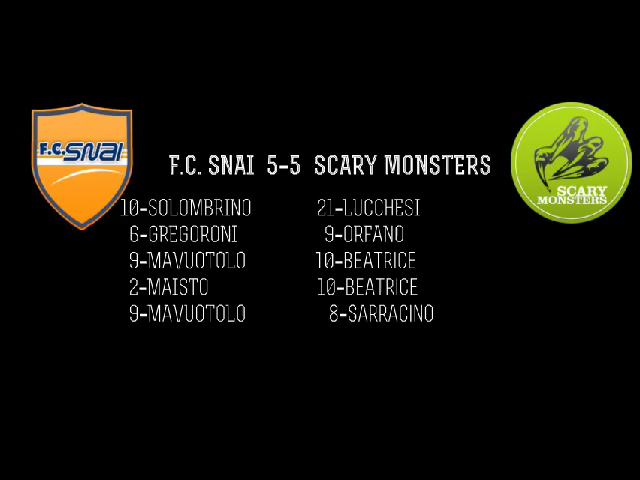 F.C. SNAI
F.C. SNAI 5-5 SCARY MONSTERS
SCARY
MONSTERS
10-SOLOMBRINO 21-LUCCHESI
6-GREGORONI 9-ORFANO
9-MAVUOTOLO 10-BEATRICE
2-MAISTO 10-BEATRICE
9-MAVUOTOLO 8-SARRACINO